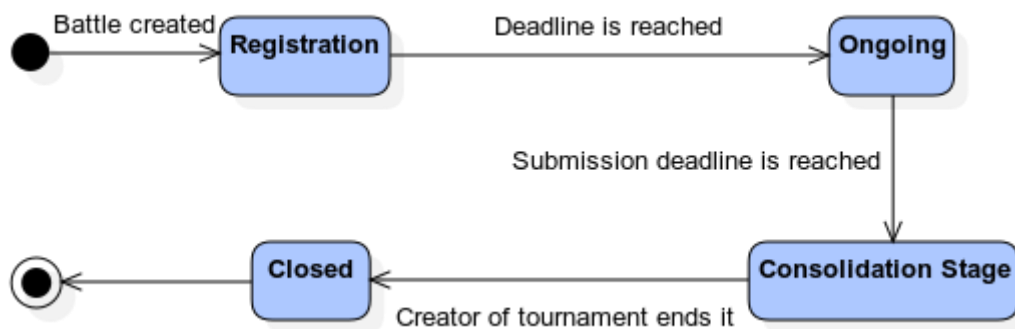 Battle created
Registration
Deadline is reached
Ongoing
Submission deadline is reached
Consolidation Stage
Creator of tournament ends it
Closed